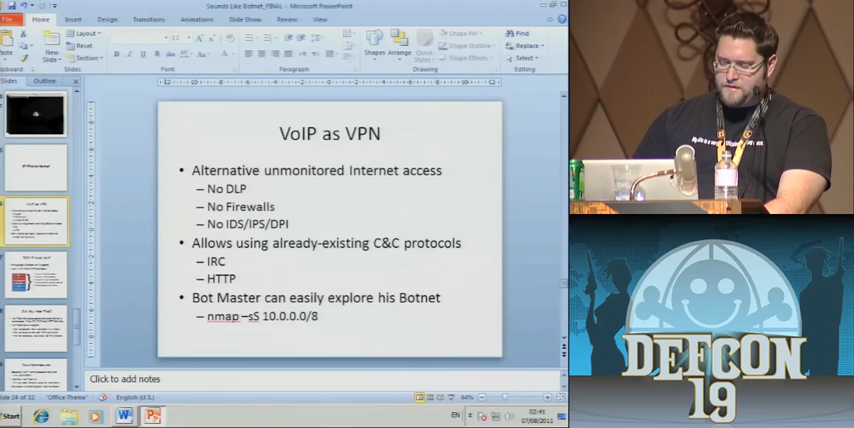 Sounds Like Botnet_FINAL - Microsoft PowerPoint
File
Home
Insert
Design
Transitions
Animations
Slide Show
Review
View
Paste
New
Slide
Layout
Reset
Section
12
Shapes
Arrange
Quick
Styles
Shape Fill
Shape Outline
Shape Effects
Find
Replace
Select
Slides
Font
Paragraph
Drawing
Editing
Slides
Outline
VoIP as VPN
• Alternative unmonitored Internet access
– No DLP
– No Firewalls
– No IDS/IPS/DPI
• Allows using already-existing C&C protocols
– IRC
– HTTP
• Bot Master can easily explore his Botnet
– nmap –sS 10.0.0.0/8
Click to add notes
Slide 24 of 32
"Office Theme"
English (U.S.)
64%
Start
EN
02:41
07/08/2011
DEFCON
19